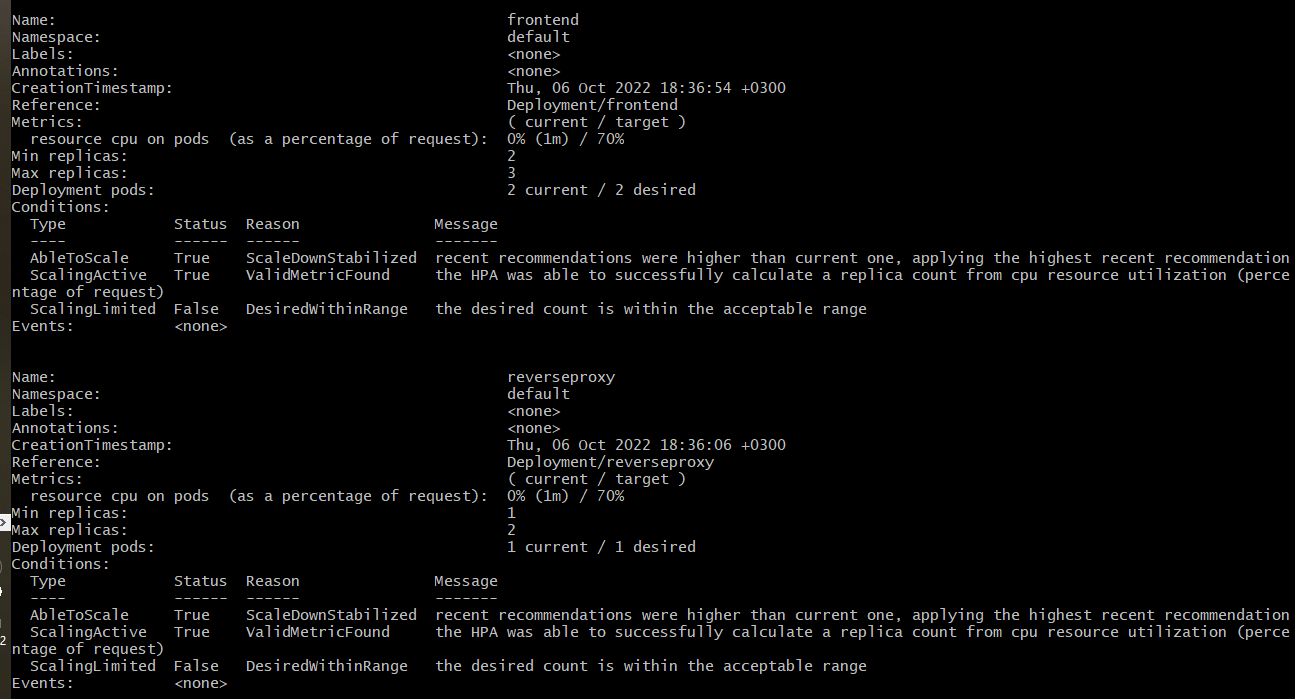 Name:                                                  frontend
Namespace:                                             default
Labels:                                                <none>
Annotations:                                           <none>
CreationTimestamp:                                     Thu, 06 Oct 2022 18:36:54 +0300
Reference:                                             Deployment/frontend
Metrics:                                               ( current / target )
  resource cpu on pods  (as a percentage of request):  0% (1m) / 70%
Min replicas:                                          2
Max replicas:                                          3
Deployment pods:                                       2 current / 2 desired
Conditions:
  Type            Status  Reason               Message
  ----            ------  ------               -------
  AbleToScale     True    ScaleDownStabilized  recent recommendations were higher than current one, applying the highest recent recommendation
  ScalingActive   True    ValidMetricFound     the HPA was able to successfully calculate a replica count from cpu resource utilization (perce
ntage of request)
  ScalingLimited  False   DesiredWithinRange   the desired count is within the acceptable range
Events:           <none>
Name:                                                  reverseproxy
Namespace:                                             default
Labels:                                                <none>
Annotations:                                           <none>
CreationTimestamp:                                     Thu, 06 Oct 2022 18:36:06 +0300
Reference:                                             Deployment/reverseproxy
Metrics:                                               ( current / target )
  resource cpu on pods  (as a percentage of request):  0% (1m) / 70%
Min replicas:                                          1
Max replicas:                                          2
Deployment pods:                                       1 current / 1 desired
Conditions:
  Type            Status  Reason               Message
  ----            ------  ------               -------
  AbleToScale     True    ScaleDownStabilized  recent recommendations were higher than current one, applying the highest recent recommendation
  ScalingActive   True    ValidMetricFound     the HPA was able to successfully calculate a replica count from cpu resource utilization (perce
ntage of request)
  ScalingLimited  False   DesiredWithinRange   the desired count is within the acceptable range
Events:           <none>